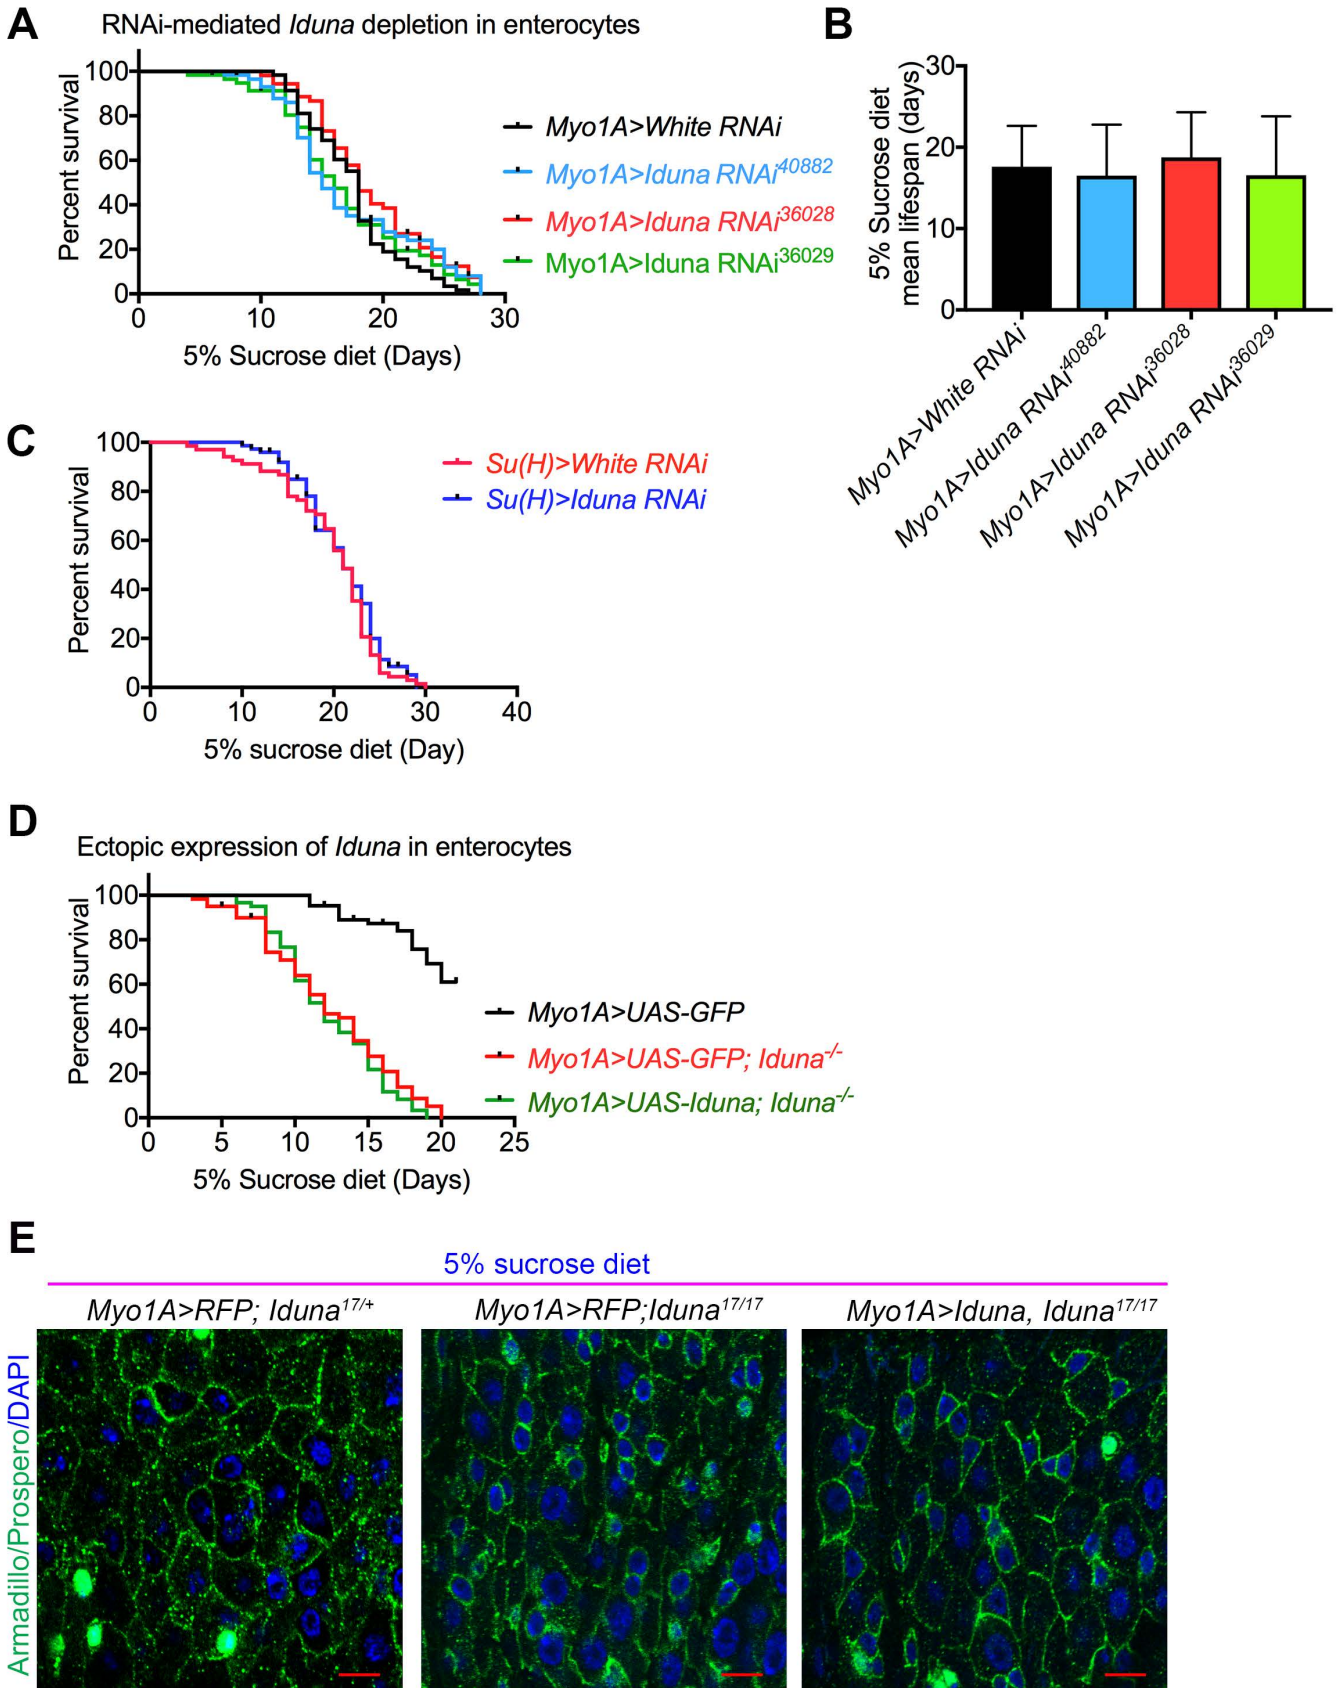 A
RNAi-mediated Iduna depletion in enterocytes
Percent survival
100
80
60
40
20
0
0 10 20 30
5% Sucrose diet (Days)
Myo1A>White RNAi
Myo1A>Iduna RNAi40882
Myo1A>Iduna RNAi36028
Myo1A>Iduna RNAi36029
B
5% Sucrose diet
mean lifespan (days)
30
20
10
0
Myo1A>White RNAi
Myo1A>Iduna RNAi40882
Myo1A>Iduna RNAi36028
Myo1A>Iduna RNAi36029
C
Percent survival
100
80
60
40
20
0
0 10 20 30 40
5% sucrose diet (Day)
Su(H)>White RNAi
Su(H)>Iduna RNAi
D
Ectopic expression of Iduna in enterocytes
Percent survival
100
80
60
40
20
0
0 5 10 15 20 25
5% Sucrose diet (Days)
Myo1A>UAS-GFP
Myo1A>UAS-GFP; Iduna-/-
Myo1A>UAS-Iduna; Iduna-/-
E
5% sucrose diet
Myo1A>RFP; Iduna17/+
Myo1A>RFP;Iduna17/17
Myo1A>Iduna, Iduna17/17
Armadillo/Prospero/DAPI